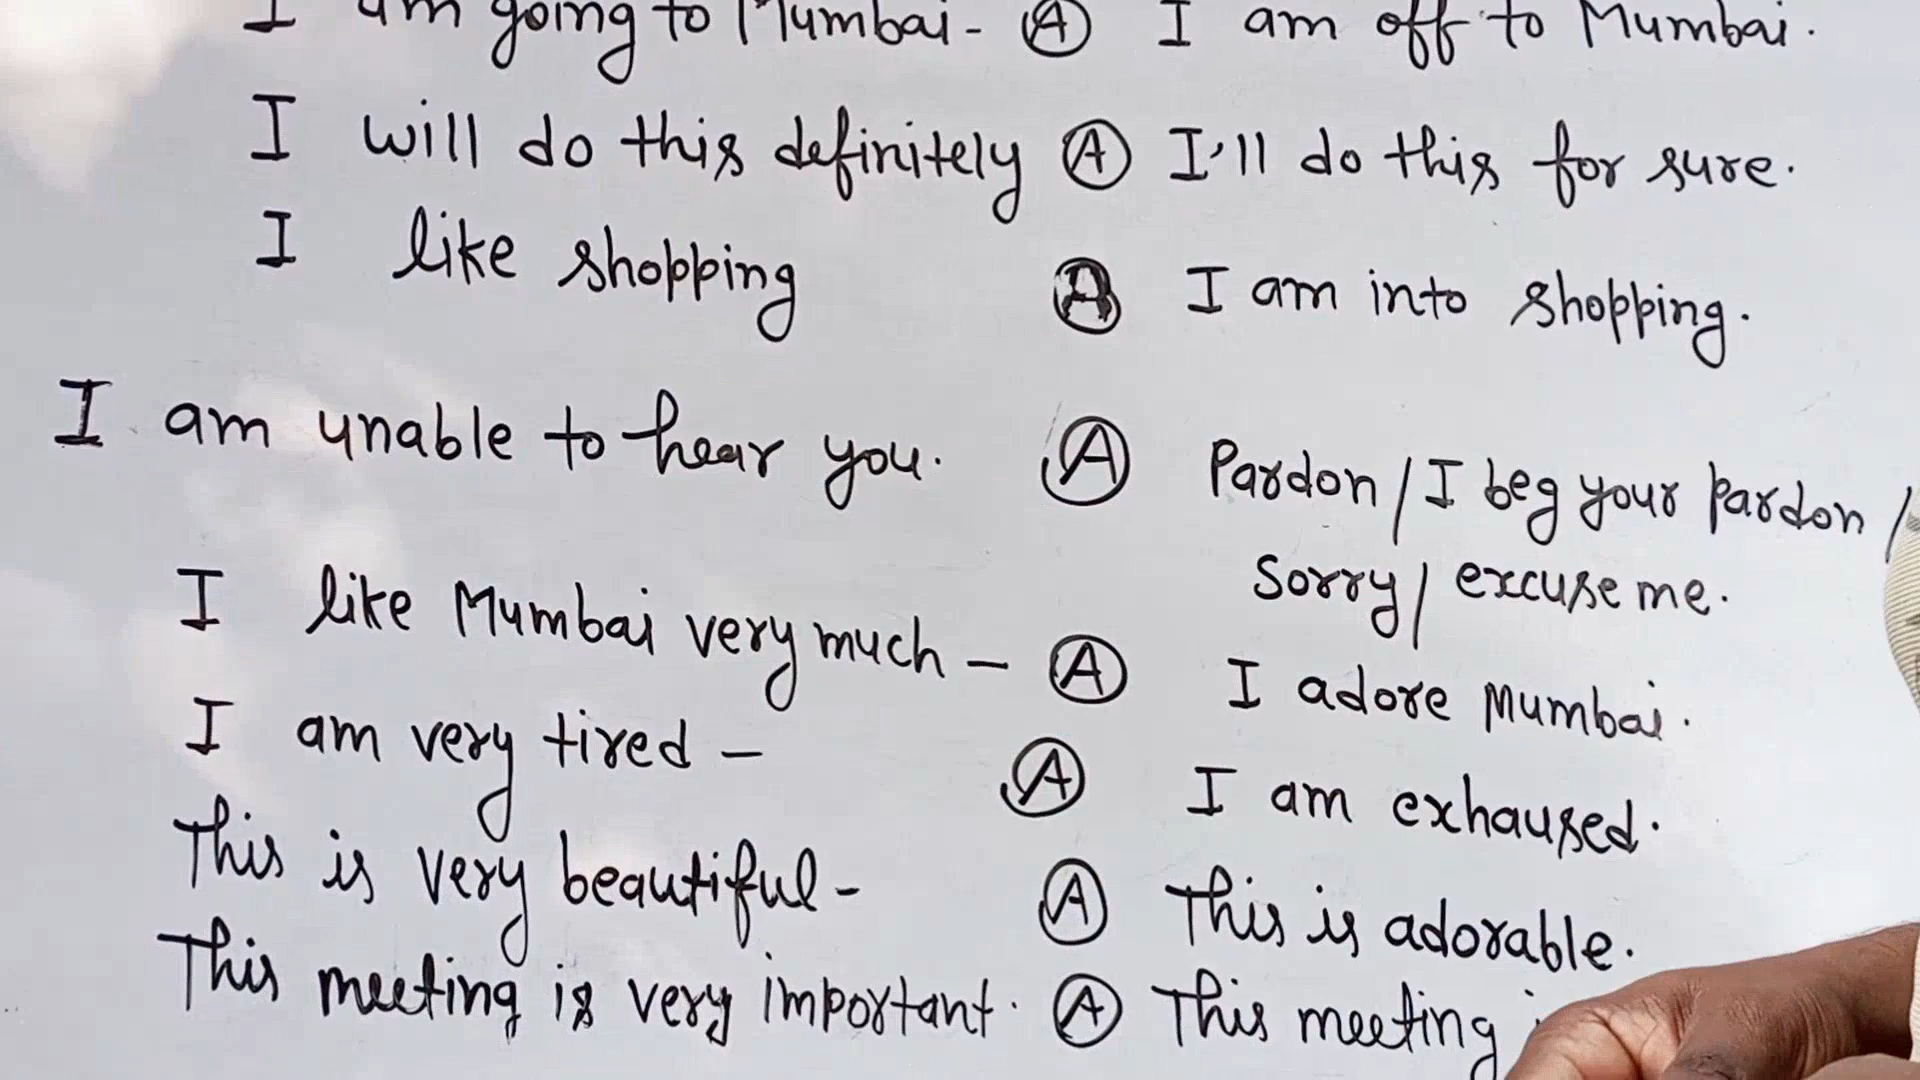 I am going to Mumbai - Ⓐ I am off to Mumbai.
I will do this definitely Ⓐ I'll do this for sure.
I like shopping Ⓐ I am into shopping.
I am unable to hear you. Ⓐ Pardon / I beg your pardon /
sorry / excuse me.
I like Mumbai very much - Ⓐ I adore Mumbai.
I am very tired - Ⓐ I am exhaused.
This is very beautiful - Ⓐ This is adorable.
This meeting is very important. Ⓐ This meeting